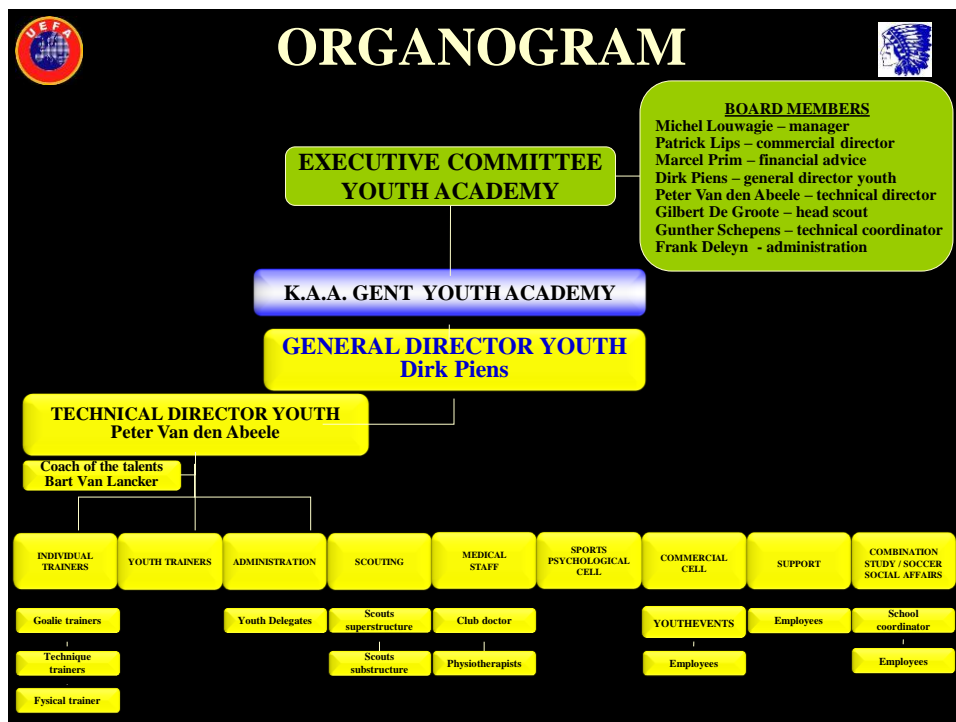 UEFA
ORGANOGRAM
BOARD MEMBERS
Michel Louwagie – manager
Patrick Lips – commercial director
Marcel Prim – financial advice
Dirk Piens – general director youth
Peter Van den Abeele – technical director
Gilbert De Groote – head scout
Gunther Schepens – technical coordinator
Frank Deleyn - administration
EXECUTIVE COMMITTEE
YOUTH ACADEMY
K.A.A. GENT YOUTH ACADEMY
GENERAL DIRECTOR YOUTH
Dirk Piens
TECHNICAL DIRECTOR YOUTH
Peter Van den Abeele
Coach of the talents
Bart Van Lancker
INDIVIDUAL
TRAINERS
YOUTH TRAINERS
ADMINISTRATION
SCOUTING
MEDICAL
STAFF
SPORTS
PSYCHOLOGICAL
CELL
COMMERCIAL
CELL
SUPPORT
COMBINATION
STUDY / SOCCER
SOCIAL AFFAIRS
Goalie trainers
Youth Delegates
Scouts
superstructure
Club doctor
YOUTHEVENTS
Employees
School
coordinator
Technique
trainers
Scouts
substructure
Physiotherapists
Employees
Employees
Fysical trainer